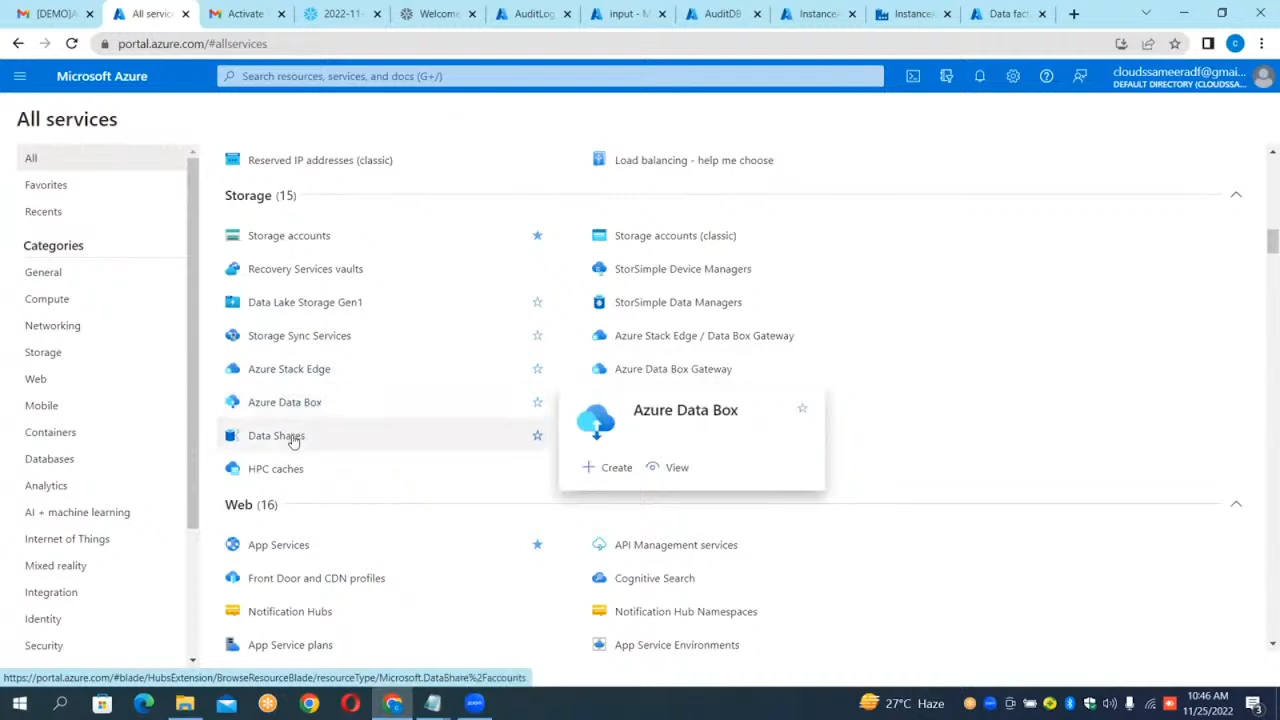 [DEMO]A
All servic
Activate
2022-11-
Welcome
AuditLog
input - M
AuditDB
Instance
Instance
Data fac
portal.azure.com/#allservices
Microsoft Azure
Search resources, services, and docs (G+/)
cloudssameeradf@gmai...
DEFAULT DIRECTORY (CLOUDSSA...
All services
All
Favorites
Recents
Categories
General
Compute
Networking
Storage
Web
Mobile
Containers
Databases
Analytics
AI + machine learning
Internet of Things
Mixed reality
Integration
Identity
Security
Reserved IP addresses (classic)
Load balancing - help me choose
Storage (15)
Storage accounts
Storage accounts (classic)
Recovery Services vaults
StorSimple Device Managers
Data Lake Storage Gen1
StorSimple Data Managers
Storage Sync Services
Azure Stack Edge / Data Box Gateway
Azure Stack Edge
Azure Data Box Gateway
Azure Data Box
Data Shares
HPC caches
Azure Data Box
Create
View
Web (16)
App Services
API Management services
Front Door and CDN profiles
Cognitive Search
Notification Hubs
Notification Hub Namespaces
App Service plans
App Service Environments
https://portal.azure.com/#blade/HubsExtension/BrowseResourceBlade/resourceType/Microsoft.DataShare%2Faccounts
27°C Haze
10:46 AM
11/25/2022
3